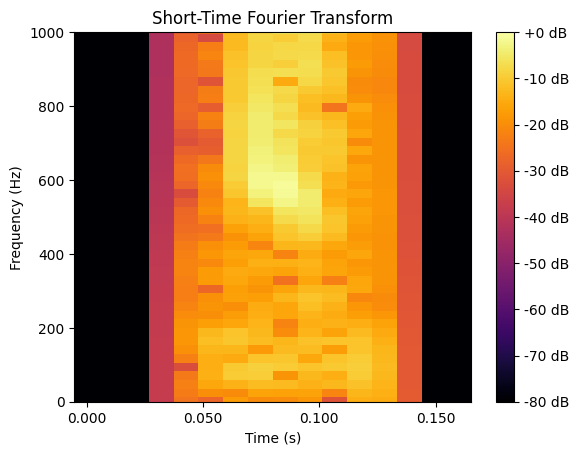 Short-Time Fourier Transform
1000
800
600
400
200
0
Frequency (Hz)
0.000
0.050
0.100
0.150
Time (s)
+0 dB
-10 dB
-20 dB
-30 dB
-40 dB
-50 dB
-60 dB
-70 dB
-80 dB